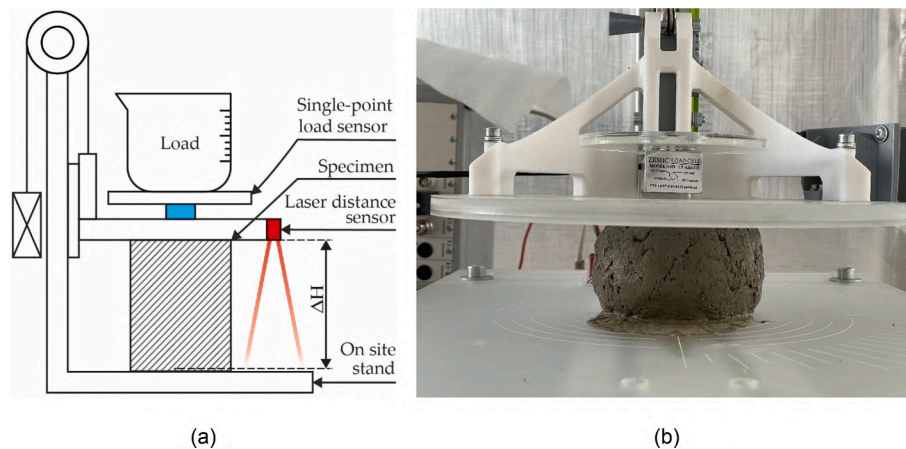 Single-point
load sensor
Load
Specimen
Laser distance
sensor
ΔH
On site
stand
ZEMIC LOAD CELL
(a)
(b)